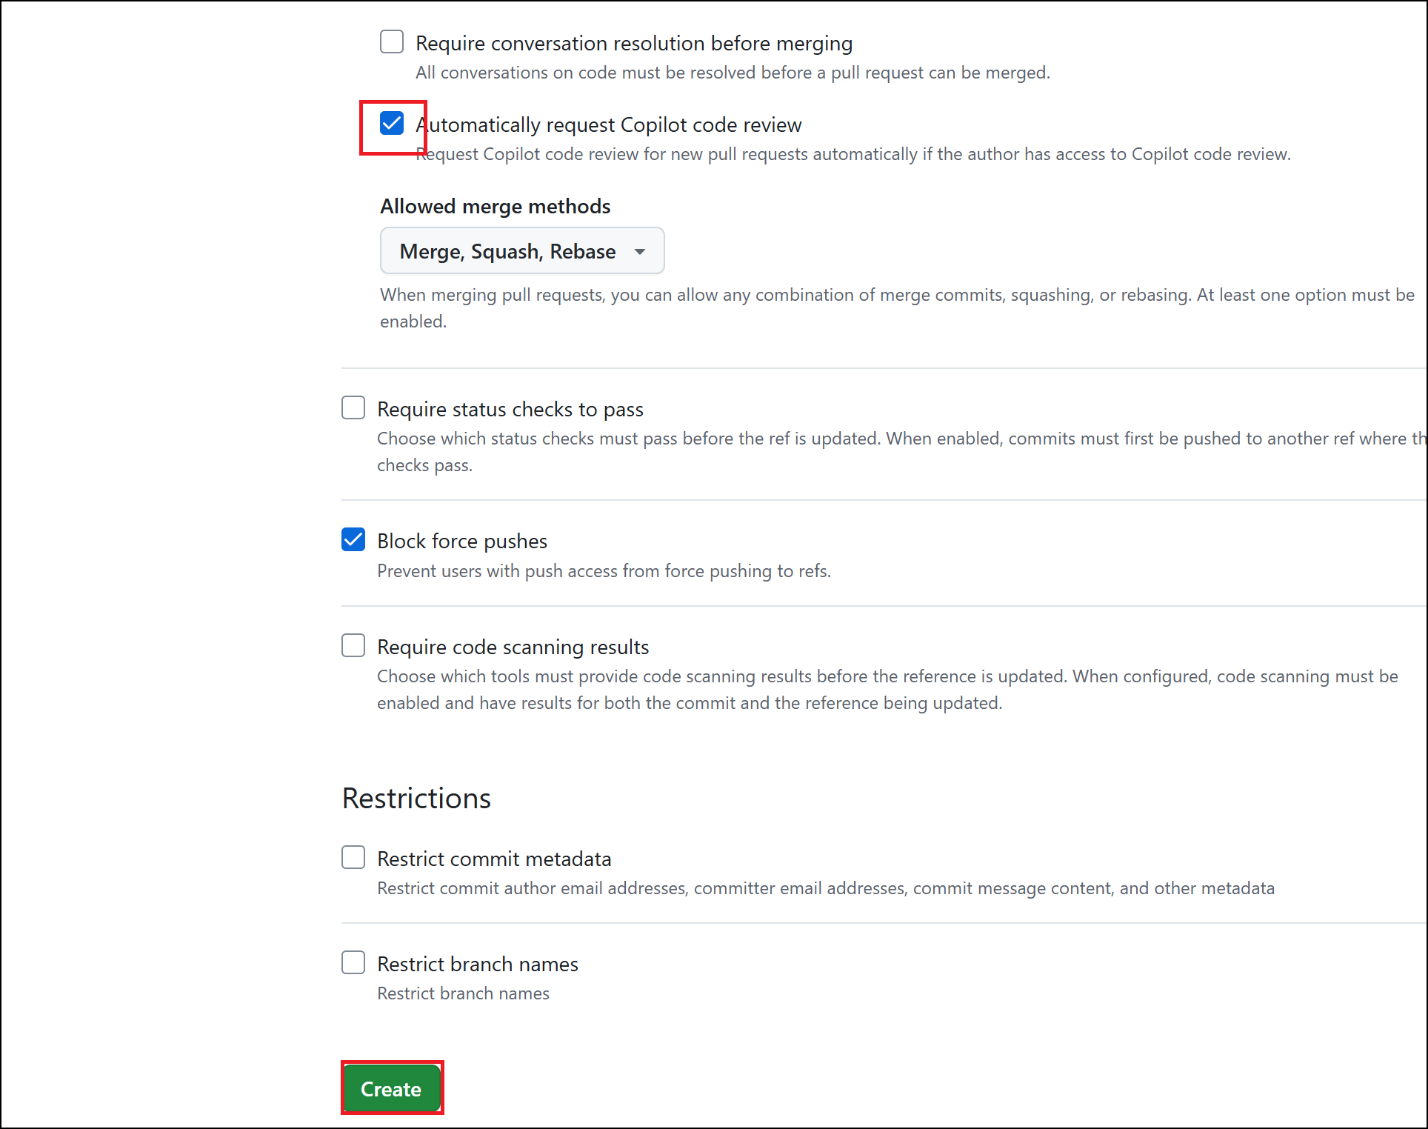 Require conversation resolution before merging
All conversations on code must be resolved before a pull request can be merged.
Automatically request Copilot code review
Request Copilot code review for new pull requests automatically if the author has access to Copilot code review.
Allowed merge methods
Merge, Squash, Rebase
When merging pull requests, you can allow any combination of merge commits, squashing, or rebasing. At least one option must be
enabled.
Require status checks to pass
Choose which status checks must pass before the ref is updated. When enabled, commits must first be pushed to another ref where th
checks pass.
Block force pushes
Prevent users with push access from force pushing to refs.
Require code scanning results
Choose which tools must provide code scanning results before the reference is updated. When configured, code scanning must be
enabled and have results for both the commit and the reference being updated.
Restrictions
Restrict commit metadata
Restrict commit author email addresses, committer email addresses, commit message content, and other metadata
Restrict branch names
Restrict branch names
Create